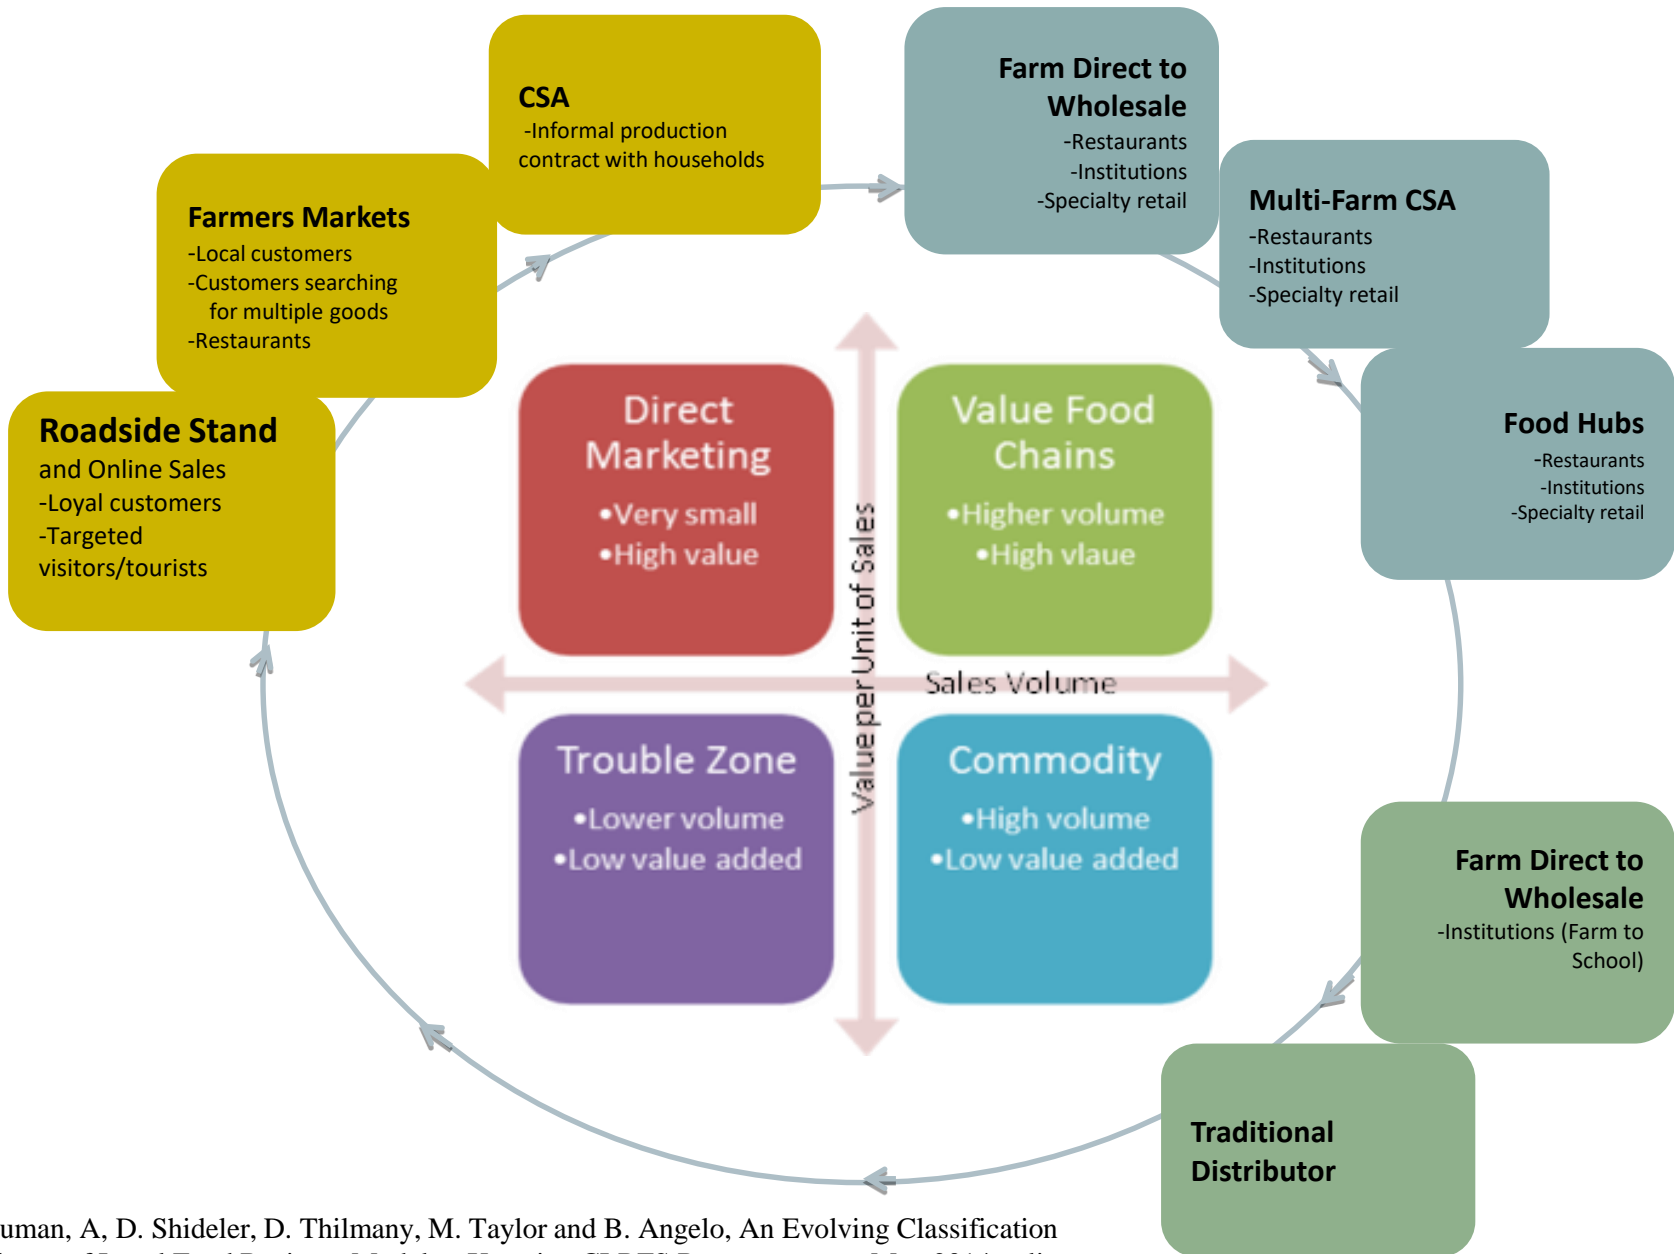 CSA
-Informal production
contract with households
Farm Direct to
Wholesale
-Restaurants
-Institutions
-Specialty retail
Farmers Markets
-Local customers
-Customers searching
for multiple goods
-Restaurants
Multi-Farm CSA
-Restaurants
-Institutions
-Specialty retail
Roadside Stand
and Online Sales
-Loyal customers
-Targeted
visitors/tourists
Food Hubs
-Restaurants
-Institutions
-Specialty retail
Direct
Marketing
•Very small
•High value
Value Food
Chains
•Higher volume
•High vlaue
Value per Unit of Sales
Sales Volume
Trouble Zone
•Lower volume
•Low value added
Commodity
•High volume
•Low value added
Farm Direct to
Wholesale
-Institutions (Farm to
School)
Traditional
Distributor
uman, A, D. Shideler, D. Thilmany, M. Taylor and B. Angelo, An Evolving Classification